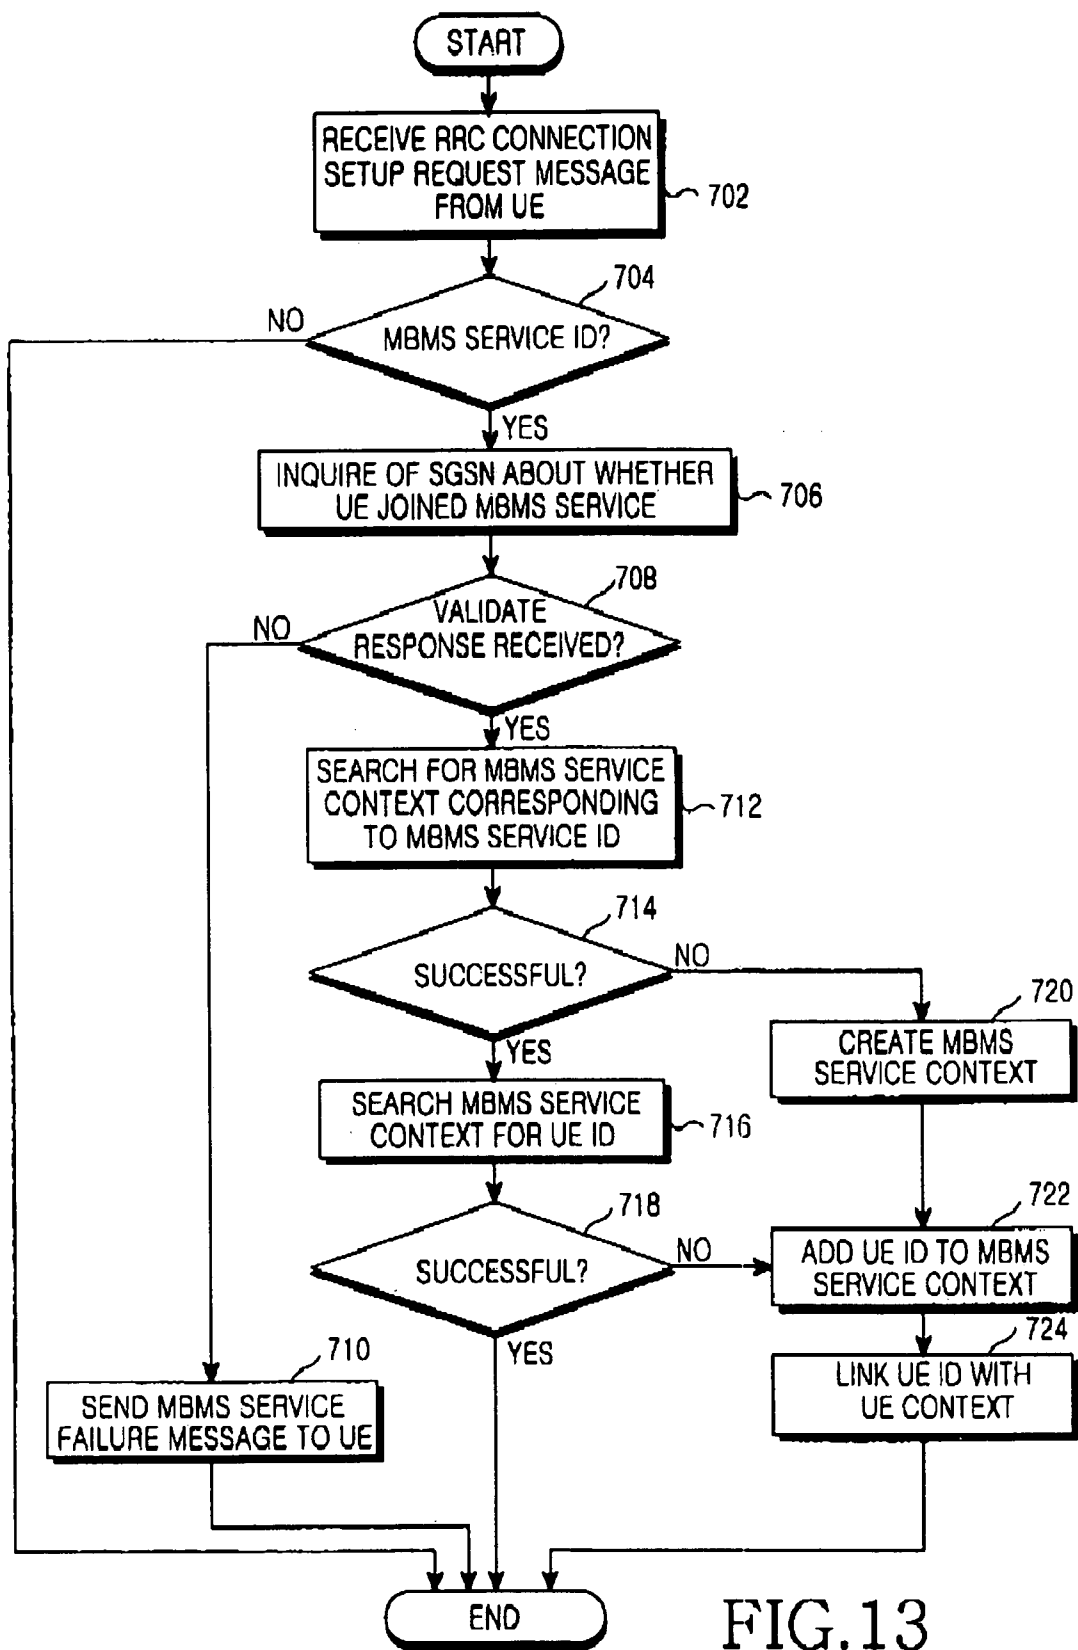 START
RECEIVE RRC CONNECTION
SETUP REQUEST MESSAGE
FROM UE
702
704
MBMS SERVICE ID?
NO
YES
INQUIRE OF SGSN ABOUT WHETHER
UE JOINED MBMS SERVICE
706
708
VALIDATE
RESPONSE RECEIVED?
NO
YES
SEARCH FOR MBMS SERVICE
CONTEXT CORRESPONDING
TO MBMS SERVICE ID
712
714
SUCCESSFUL?
NO
YES
720
CREATE MBMS
SERVICE CONTEXT
SEARCH MBMS SERVICE
CONTEXT FOR UE ID
716
718
SUCCESSFUL?
NO
YES
722
ADD UE ID TO MBMS
SERVICE CONTEXT
724
LINK UE ID WITH
UE CONTEXT
710
SEND MBMS SERVICE
FAILURE MESSAGE TO UE
END
FIG.13